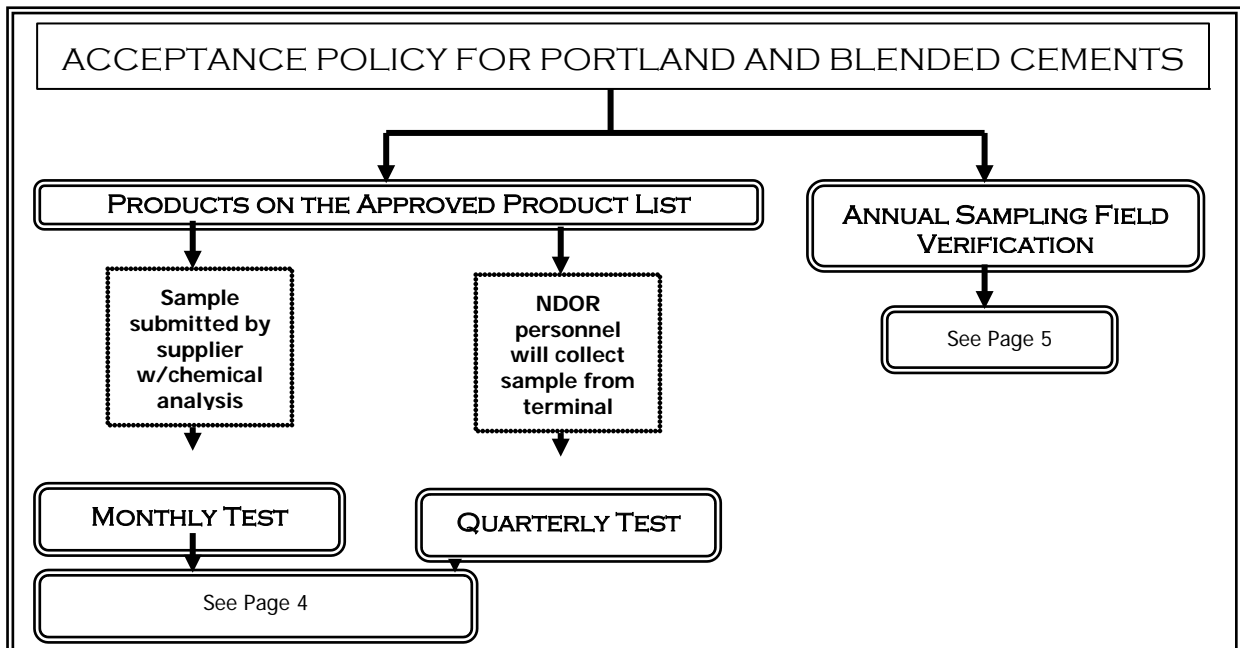 ACCEPTANCE POLICY FOR PORTLAND AND BLENDED CEMENTS
PRODUCTS ON THE APPROVED PRODUCT LIST
ANNUAL SAMPLING FIELD
VERIFICATION
Sample
submitted by
supplier
w/chemical
analysis
NDOR
personnel
will collect
sample from
terminal
See Page 5
MONTHLY TEST
QUARTERLY TEST
See Page 4